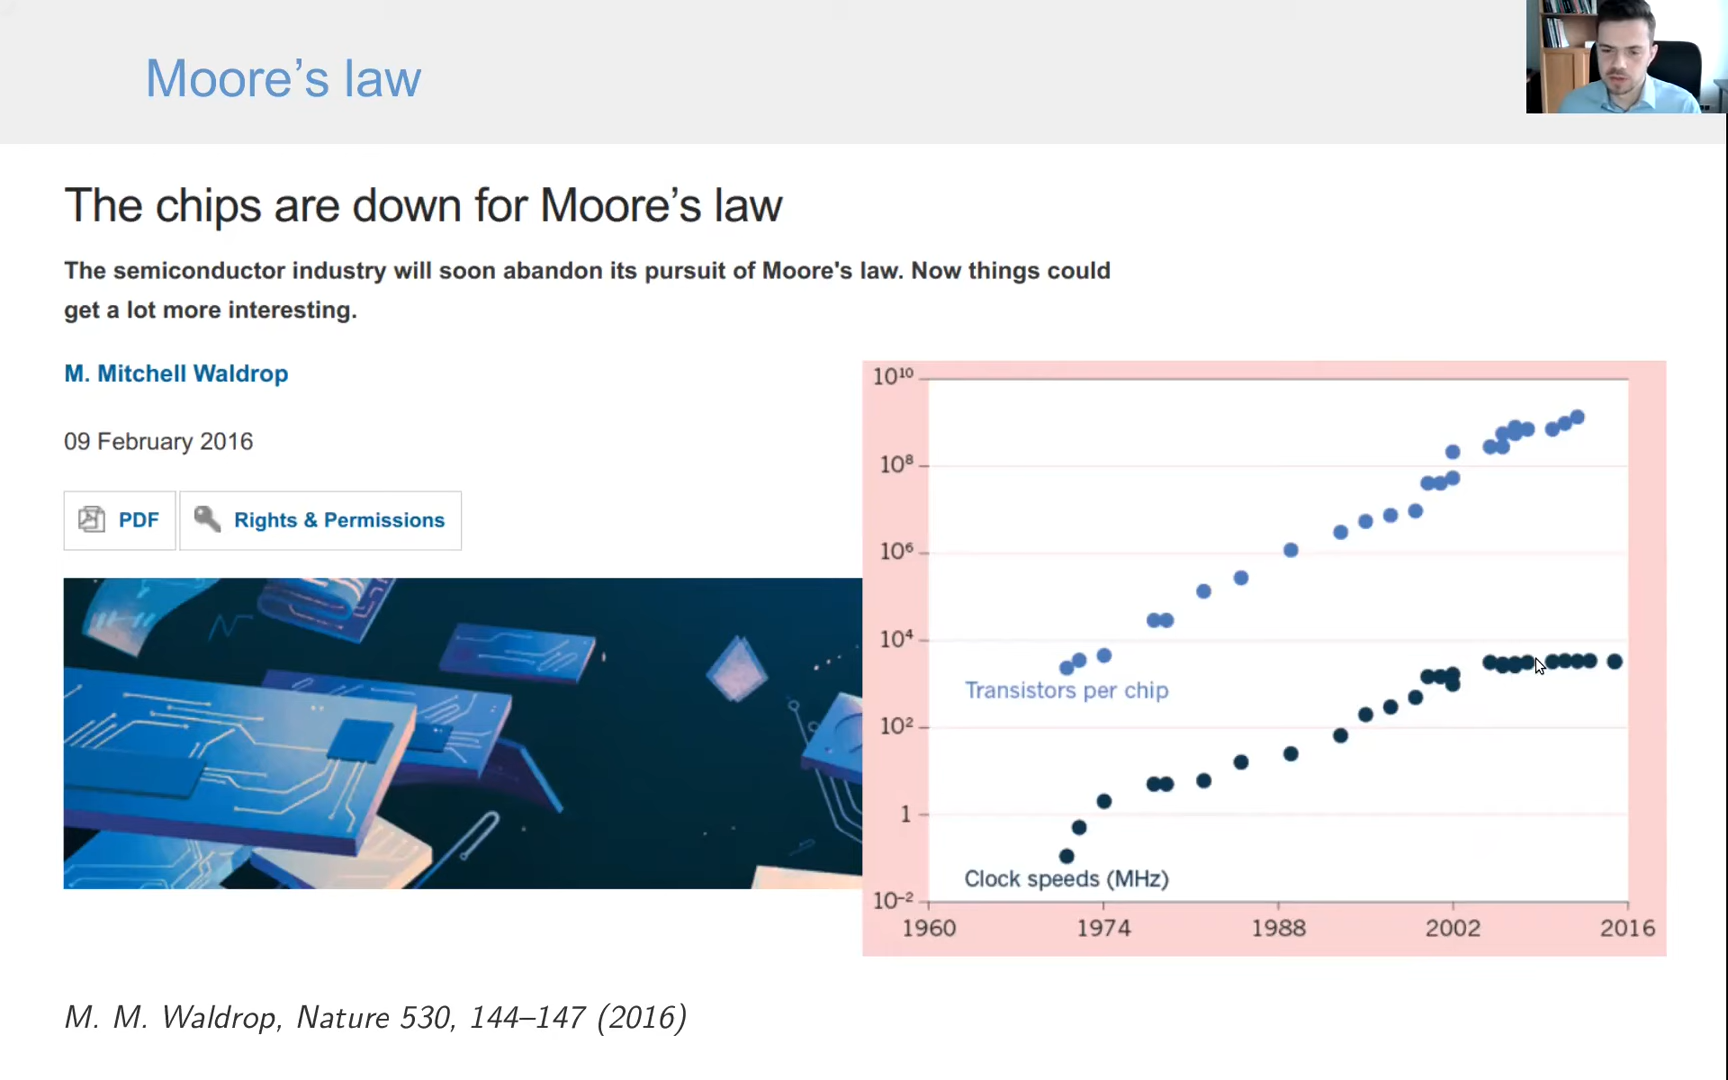 Moore’s law
The chips are down for Moore’s law
The semiconductor industry will soon abandon its pursuit of Moore's law. Now things could
get a lot more interesting.
M. Mitchell Waldrop
09 February 2016
PDF
Rights & Permissions
10¹⁰
10⁸
10⁶
10⁴
Transistors per chip
10²
1
Clock speeds (MHz)
10⁻²
1960 1974 1988 2002 2016
M. M. Waldrop, Nature 530, 144–147 (2016)